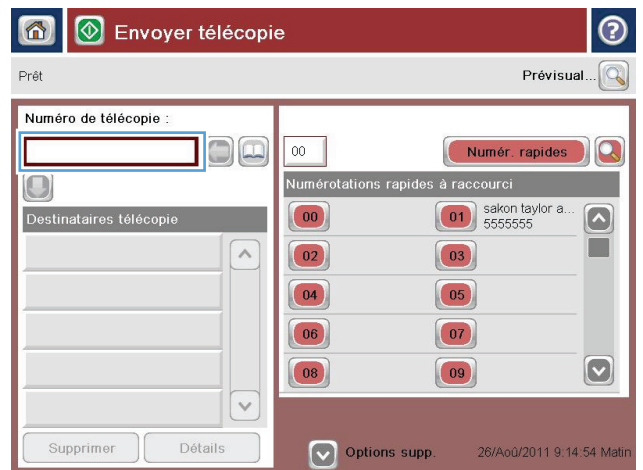 Envoyer télécopie
Prêt
Prévisual...
Numéro de télécopie :
00
Numér. rapides
Numérotations rapides à raccourci
Destinataires télécopie
00
01 sakon taylor a...
5555555
02
03
04
05
06
07
08
09
Supprimer
Détails
Options supp.
26/Aoû/2011 9:14:54 Matin